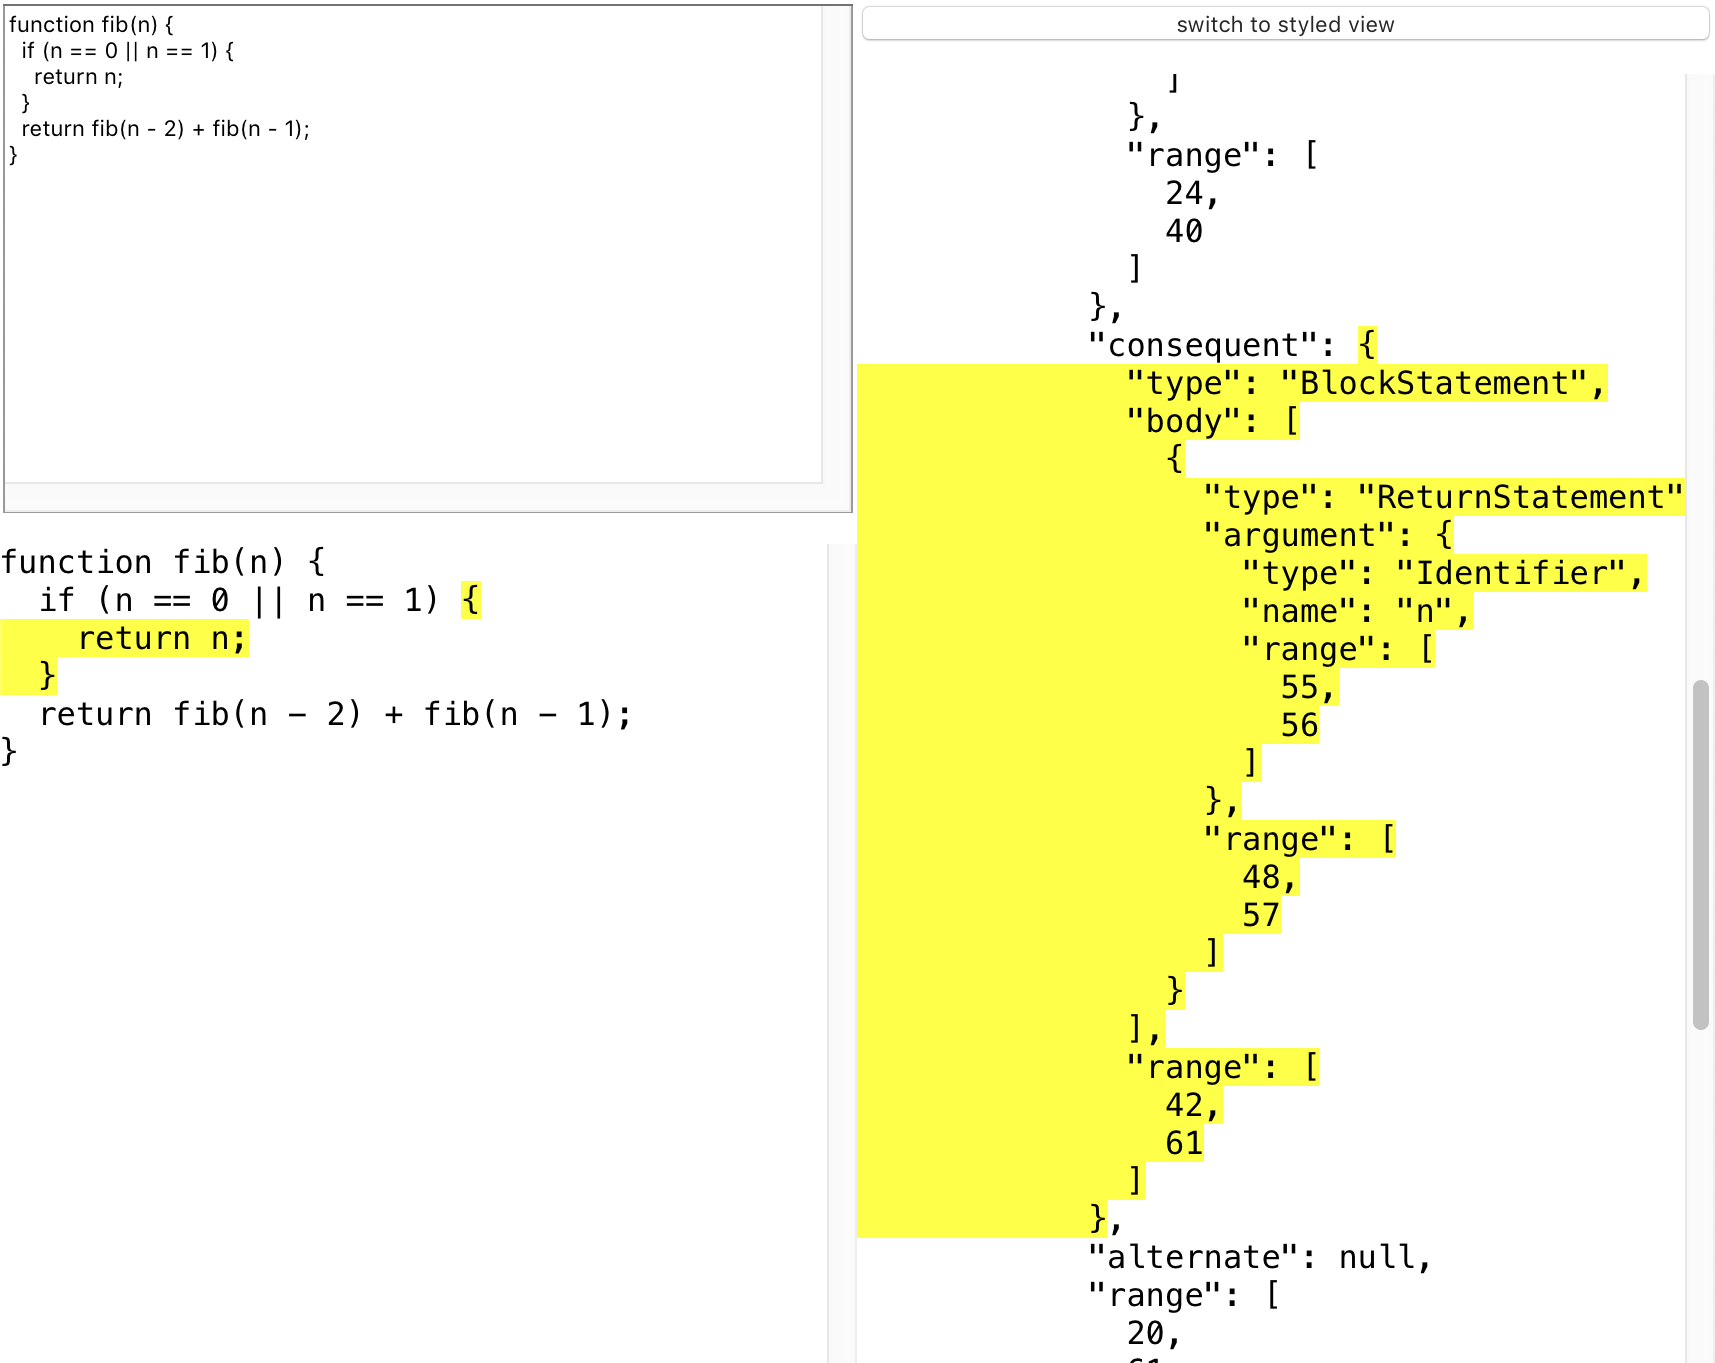 function fib(n) {
  if (n == 0 || n == 1) {
    return n;
  }
  return fib(n - 2) + fib(n - 1);
}
function fib(n) {
  if (n == 0 || n == 1) {
    return n;
  }
  return fib(n - 2) + fib(n - 1);
}
switch to styled view
]
},
"range": [
24,
40
]
},
"consequent": {
"type": "BlockStatement",
"body": [
{
"type": "ReturnStatement"
"argument": {
"type": "Identifier",
"name": "n",
"range": [
55,
56
]
},
"range": [
48,
57
]
}
],
"range": [
42,
61
]
},
"alternate": null,
"range": [
20,